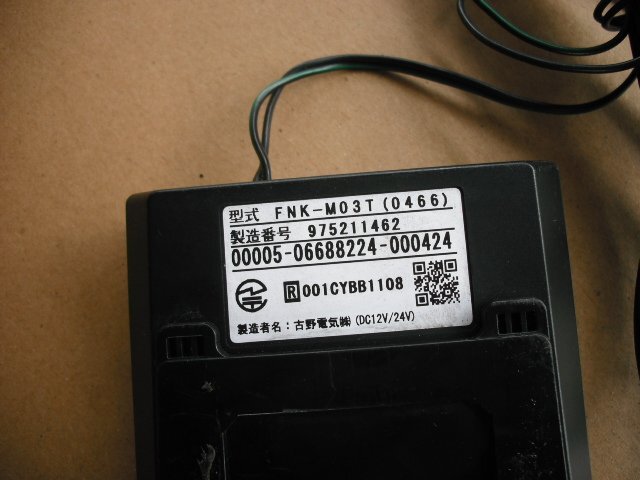 型式 FNK-M03T(0466)
製造番号 975211462
00005-06688224-000424
R 001CYBB1108
製造者名:古野電気㈱(DC12V/24V)